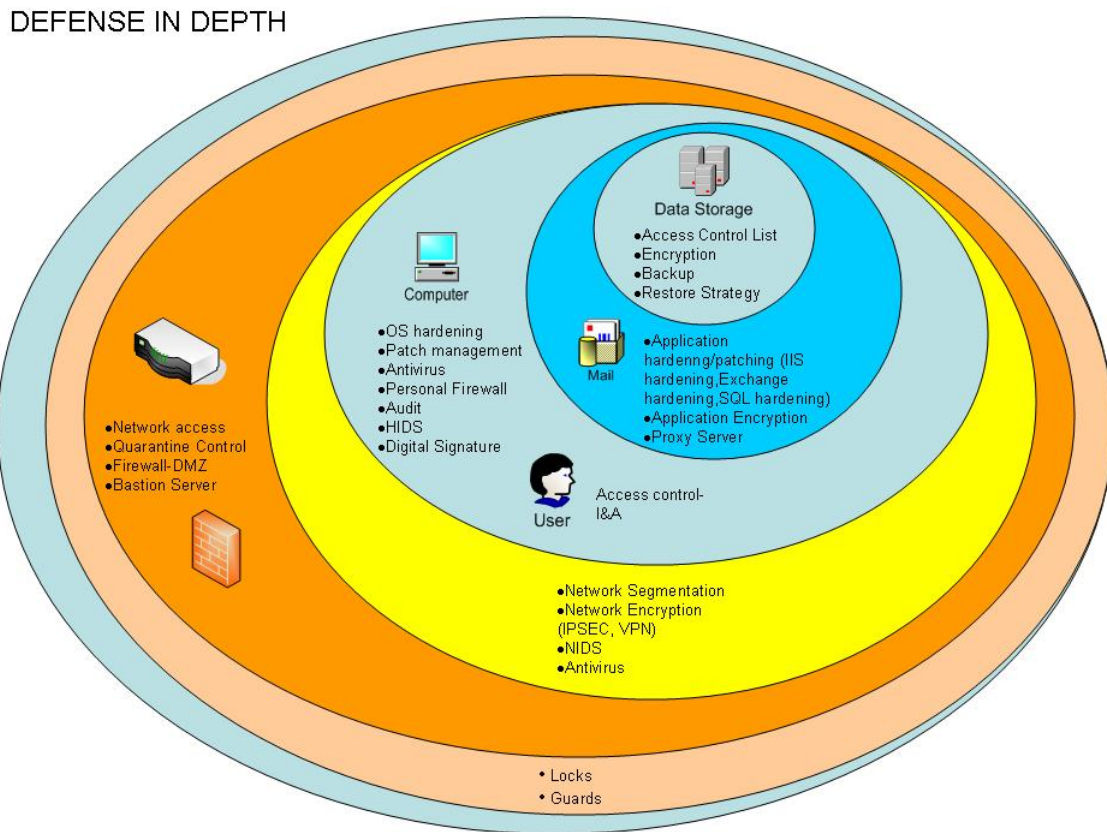 DEFENSE IN DEPTH
Data Storage
●Access Control List
●Encryption
●Backup
●Restore Strategy
Computer
●OS hardening
●Patch management
●Antivirus
●Personal Firewall
●Audit
●HIDS
●Digital Signature
Mail
●Application
hardenng/patching (IIS
hardening,Exchange
hardening,SQL hardening)
●Application Encryption
●Proxy Server
●Network access
●Quarantine Control
●Firewall-DMZ
●Bastion Server
User
Access control-
I&A
●Network Segmentation
●Network Encryption
(IPSEC, VPN)
●NIDS
●Antivirus
• Locks
• Guards